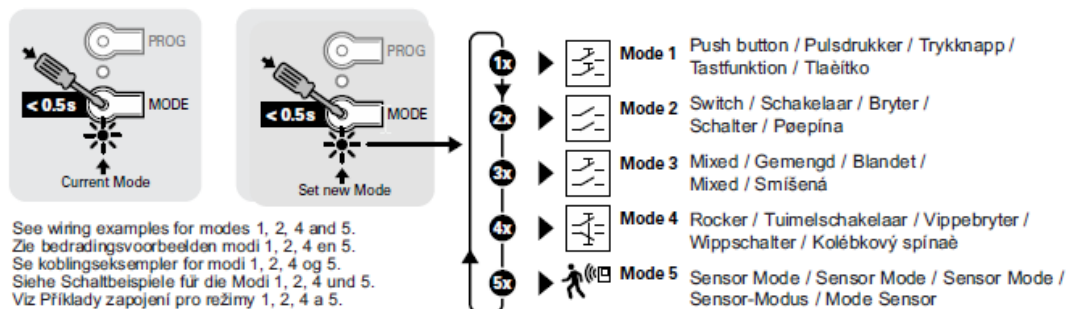 PROG
< 0.5s
MODE
Current Mode
PROG
< 0.5s
MODE
Set new Mode
1x
Mode 1
Push button / Pulsdrukker / Trykknapp /
Tastfunktion / Tlaèítko
2x
Mode 2
Switch / Schakelaar / Bryter /
Schalter / Pøepína
3x
Mode 3
Mixed / Gemengd / Blandet /
Mixed / Smíšená
4x
Mode 4
Rocker / Tuimelschakelaar / Vippebryter /
Wippschalter / Kolébkový spínaè
5x
Mode 5
Sensor Mode / Sensor Mode / Sensor Mode /
Sensor-Modus / Mode Sensor
See wiring examples for modes 1, 2, 4 and 5.
Zie bedradingsvoorbeelden modi 1, 2, 4 en 5.
Se koblingseksempler for modi 1, 2, 4 og 5.
Siehe Schaltbeispiele für die Modi 1, 2, 4 und 5.
Viz Příklady zapojení pro režimy 1, 2, 4 a 5.